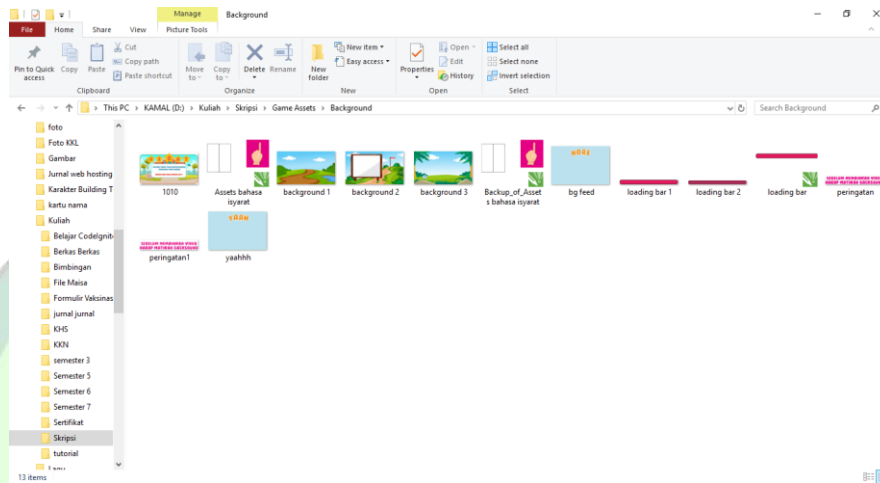 Manage
Background
File
Home
Share
View
Picture Tools
Pin to Quick access
Copy
Paste
Cut
Copy path
Paste shortcut
Move to
Copy to
Delete
Rename
New folder
New item
Easy access
Properties
Open
Edit
History
Select all
Select none
Invert selection
Clipboard
Organize
New
Open
Select
This PC > KAMAL (D:) > Kuliah > Skripsi > Game Assets > Background
Search Background
foto
Foto KKL
Gambar
Jurnal web hosting
Karakter Building T
kartu nama
Kuliah
Belajar CodeIgnit
Berkas Berkas
Bimbingan
File Maisa
Formulir Vaksinas
jurnal jurnal
KHS
KKN
semester 3
Semester 5
Semester 6
Semester 7
Sertifikat
Skripsi
tutorial
Lagu
1010
Assets bahasa
isyarat
background 1
background 2
background 3
Backup_of_Asset
s bahasa isyarat
bg feed
loading bar 1
loading bar 2
loading bar
peringatan
peringatan1
yaahhh
13 items